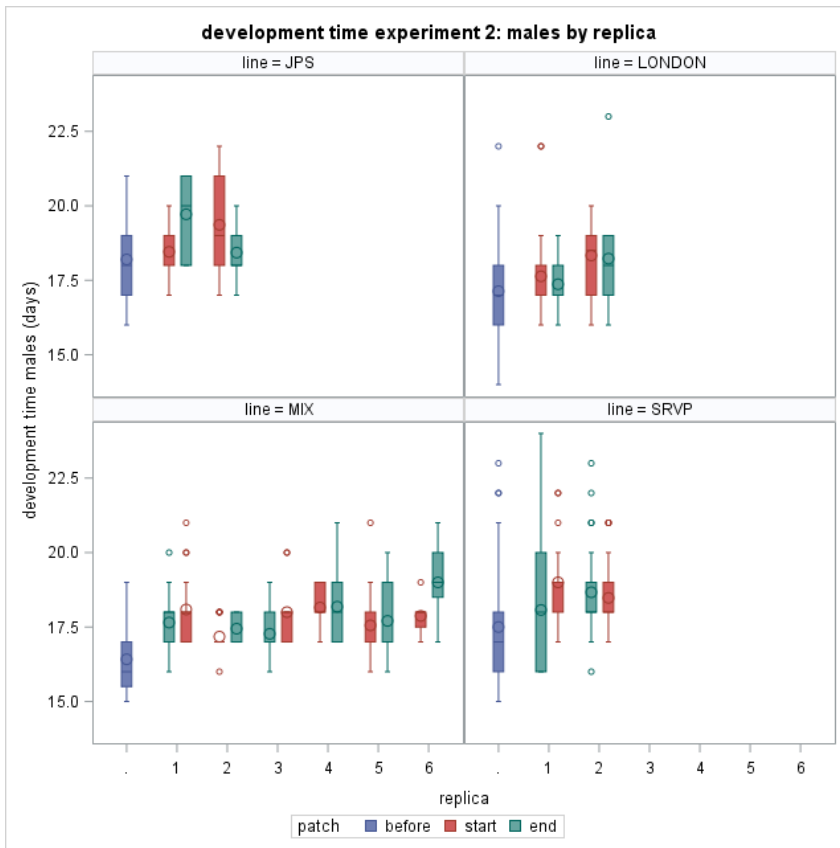 development time experiment 2: males by replica
line = JPS
line = LONDON
22.5
20.0
17.5
15.0
line = MIX
line = SRVP
22.5
20.0
17.5
15.0
development time males (days)
. 1 2 3 4 5 6
. 1 2 3 4 5 6
replica
patch before start end